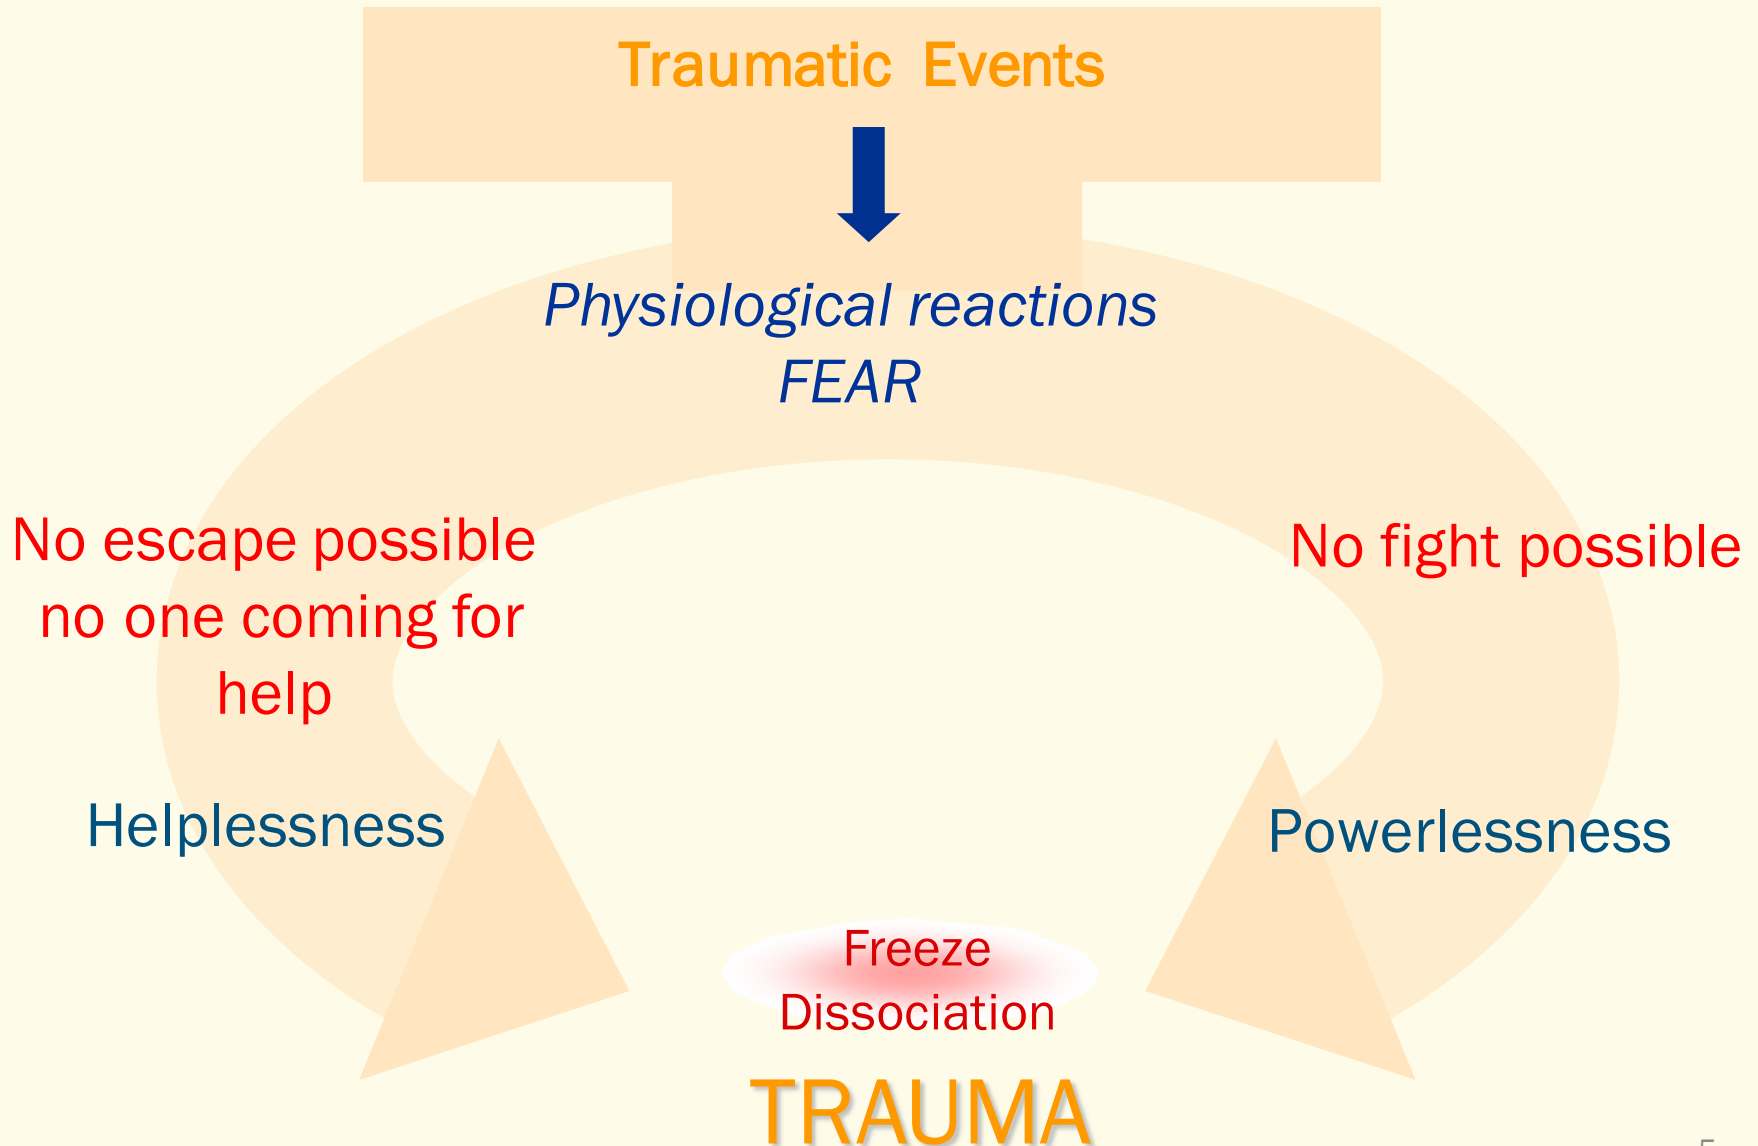 Traumatic Events
Physiological reactions
FEAR
No escape possible
no one coming for
help
No fight possible
Helplessness
Powerlessness
Freeze
Dissociation
TRAUMA
5